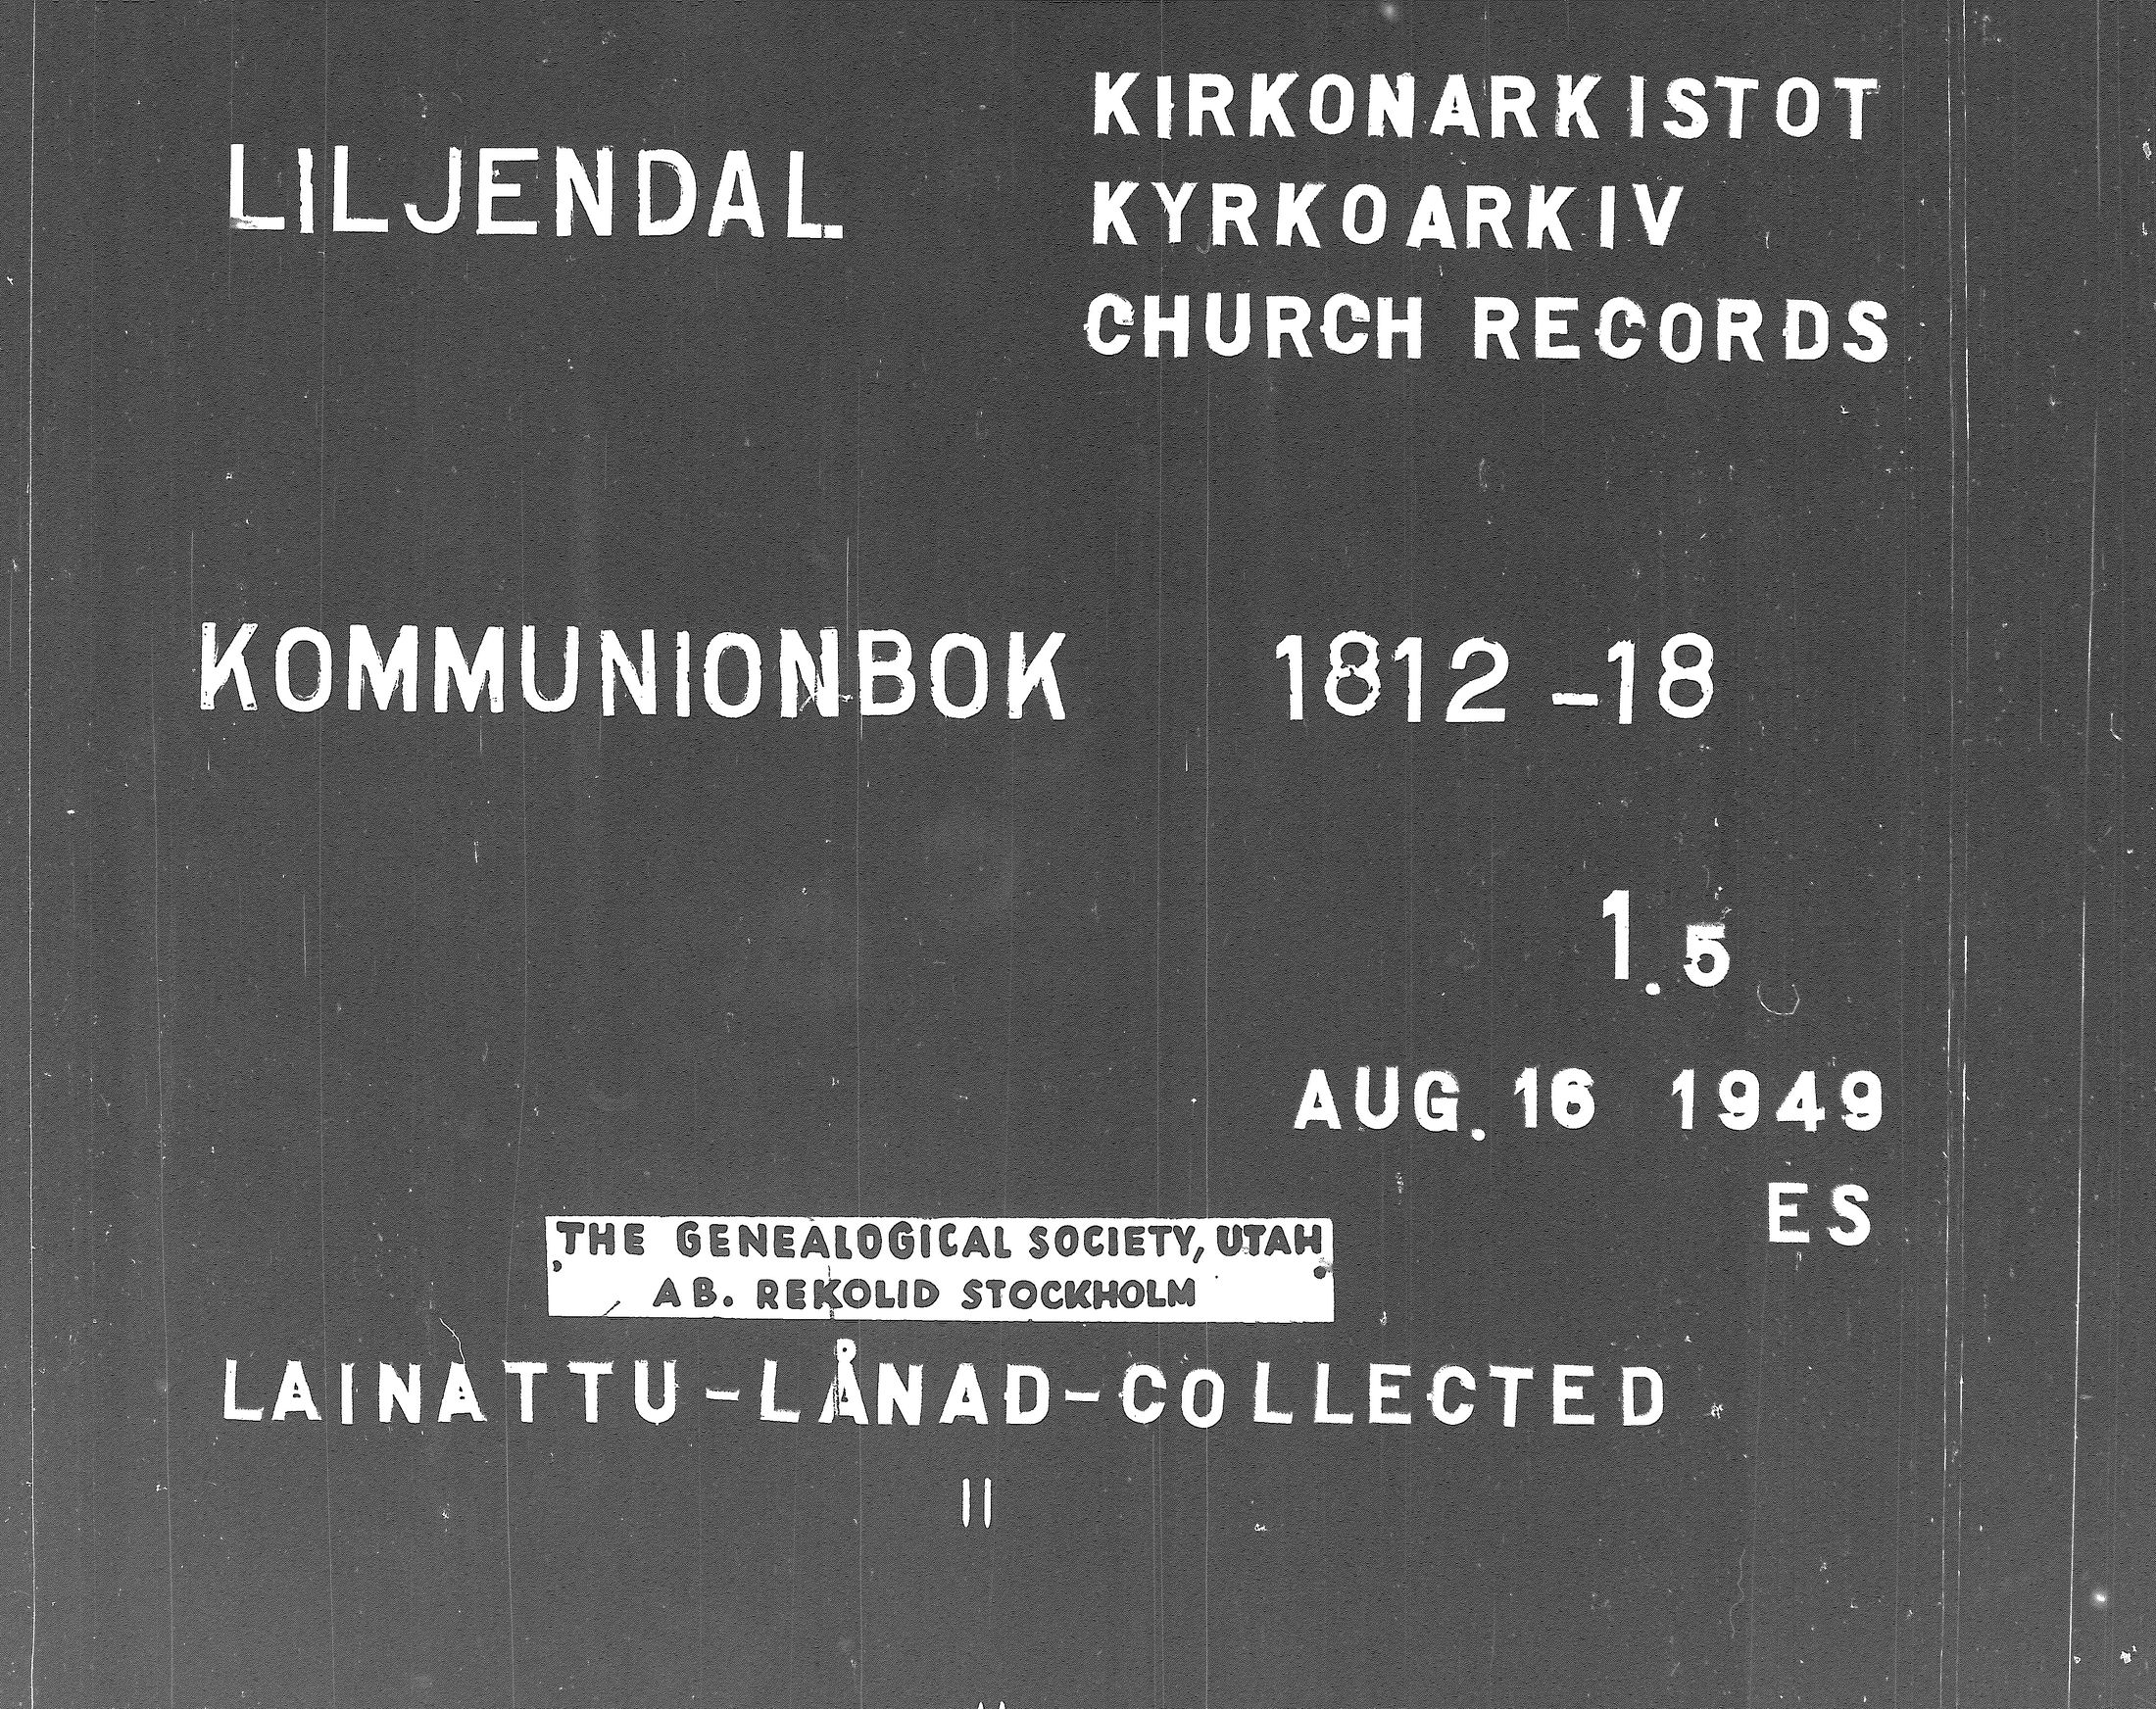 LILJENDAL
KIRKONARKISTOT
KYRKOARKIV
CHURCH RECORDS
KOMMUNIONBOK 1812-18
1.5
AUG. 16 1949
ES
THE GENEALOGICAL SOCIETY, UTAH
AB. REKOLID STOCKHOLM
LAINATTU-LÅNAD-COLLECTED
II